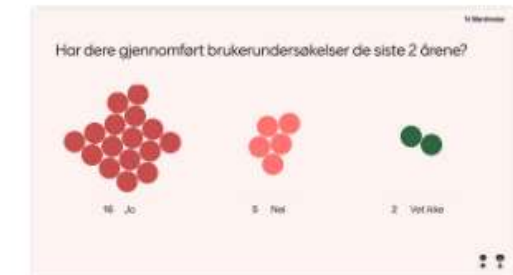 Har dere gjennomført brukerundersøkelser de siste 2 årene?
16 Ja
5 Nei
2 Vet ikke